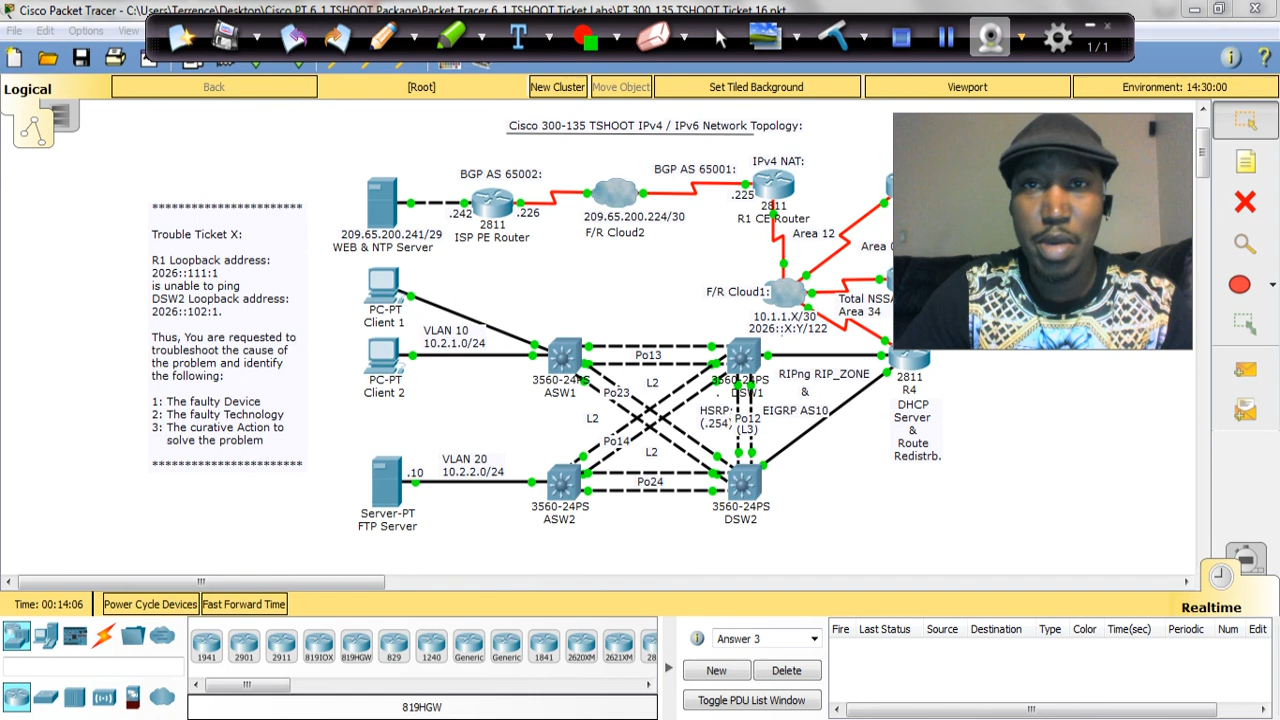 Cisco Packet Tracer - C:\Users\Terrence\Desktop\Cisco PT 6.1 TSHOOT Package\Packet Tracer 6.1 TSHOOT Ticket Labs\PT 300 135 TSHOOT Ticket 16.pkt
File Edit Options View
1/1
Logical
Back
[Root]
New Cluster
Move Object
Set Tiled Background
Viewport
Environment: 14:30:00
Cisco 300-135 TSHOOT IPv4 / IPv6 Network Topology:
BGP AS 65002:
BGP AS 65001:
IPv4 NAT:
.242
.226
.225
2811
ISP PE Router
209.65.200.224/30
F/R Cloud2
2811
R1 CE Router
209.65.200.241/29
WEB & NTP Server
Area 12
Area 0
***********************
Trouble Ticket X:
R1 Loopback address:
2026::111:1
is unable to ping
DSW2 Loopback address:
2026::102:1.
Thus, You are requested to
troubleshoot the cause of
the problem and identify
the following:
1: The faulty Device
2: The faulty Technology
3: The curative Action to
solve the problem
***********************
PC-PT
Client 1
VLAN 10
10.2.1.0/24
PC-PT
Client 2
F/R Cloud1:
10.1.1.X/30
2026::X:Y/122
Total NSSA
Area 34
Po13
3560-24PS
ASW1
3560-24PS
DSW1
L2
Po23
L2
Po14
L2
Po24
HSRP
(.254)
Po12
(L3)
RIPng RIP_ZONE
&
EIGRP AS10
2811
R4
DHCP
Server
&
Route
Redistrb.
VLAN 20
10.2.2.0/24
.10
Server-PT
FTP Server
3560-24PS
ASW2
3560-24PS
DSW2
Time: 00:14:06
Power Cycle Devices
Fast Forward Time
Realtime
1941
2901
2911
819IOX
819HGW
829
1240
Generic
Generic
1841
2620XM
2621XM
28
819HGW
Answer 3
New
Delete
Toggle PDU List Window
Fire Last Status Source Destination Type Color Time(sec) Periodic Num Edit